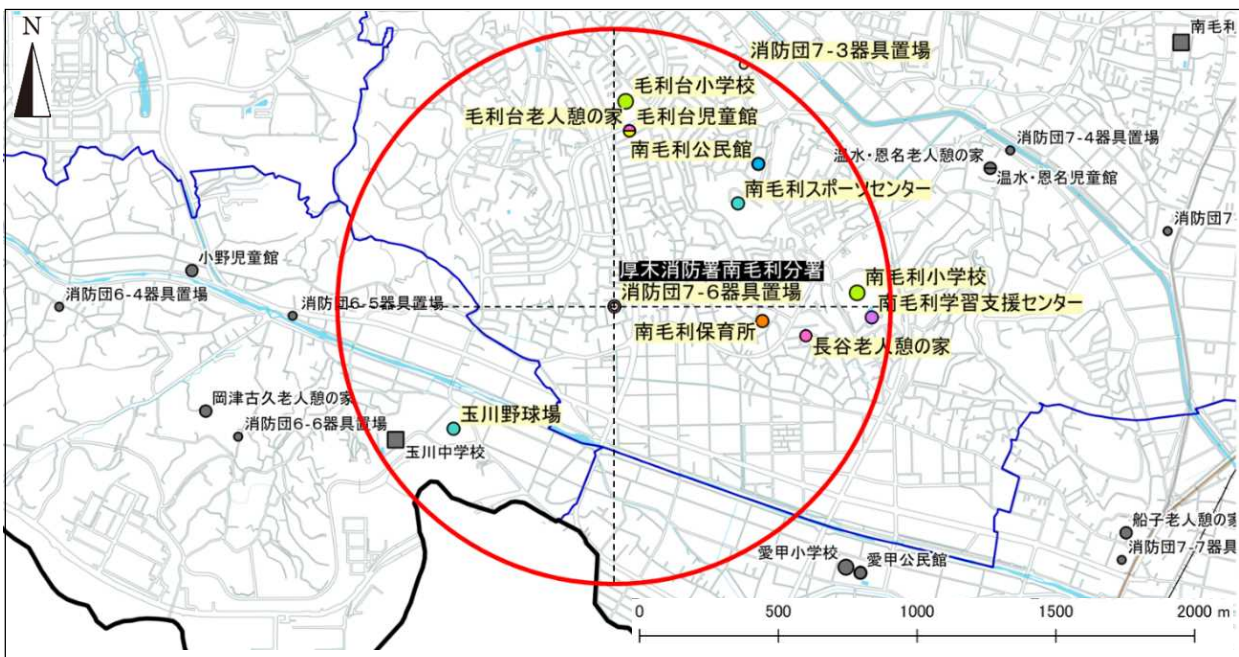 N
消防団7-3器具置場
南毛利
毛利台小学校
毛利台老人憩の家
毛利台児童館
南毛利公民館
消防団7-4器具置場
温水・恩名老人憩の家
温水・恩名児童館
南毛利スポーツセンター
消防団7
小野児童館
厚木消防署南毛利分署
南毛利小学校
消防団6-4器具置場
消防団6-5器具置場
消防団7-6器具置場
南毛利学習支援センター
南毛利保育所
長谷老人憩の家
岡津古久老人憩の家
玉川野球場
消防団6-6器具置場
玉川中学校
船子老人憩の家
愛甲小学校
愛甲公民館
消防団7-7器具
0 500 1000 1500 2000 m